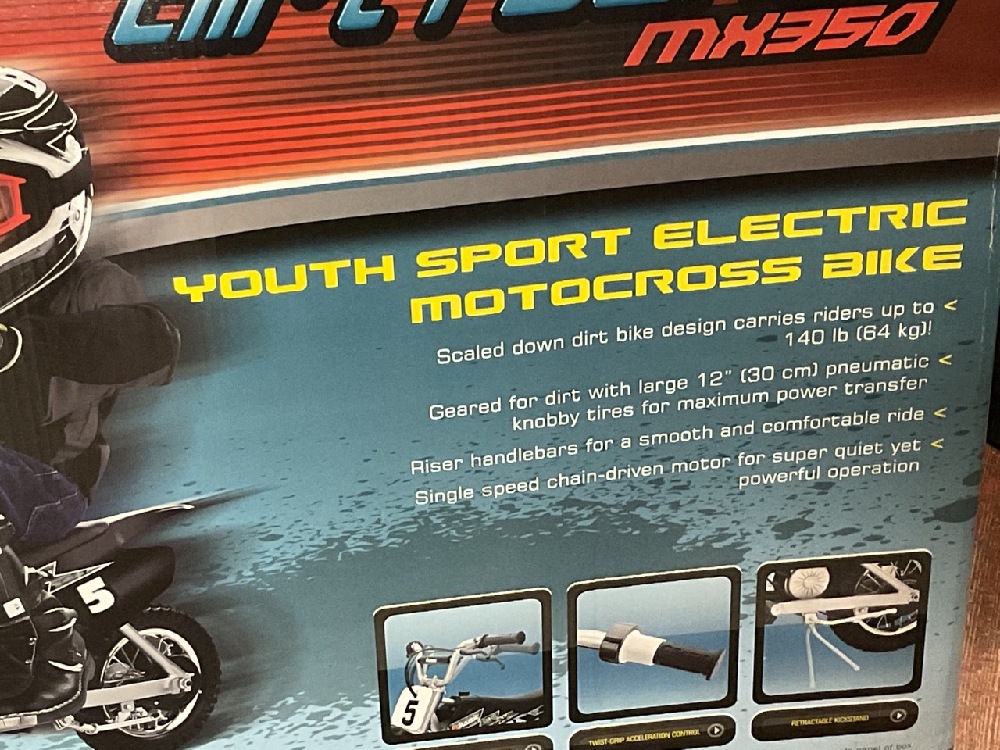 MX350
YOUTH SPORT ELECTRIC
MOTOCROSS BIKE
Scaled down dirt bike design carries riders up to <
140 lb (64 kg)!
Geared for dirt with large 12" (30 cm) pneumatic <
knobby tires for maximum power transfer
Riser handlebars for a smooth and comfortable ride <
Single speed chain-driven motor for super quiet yet <
powerful operation
5
5
TWIST-GRIP ACCELERATION CONTROL
RETRACTABLE KICKSTAND